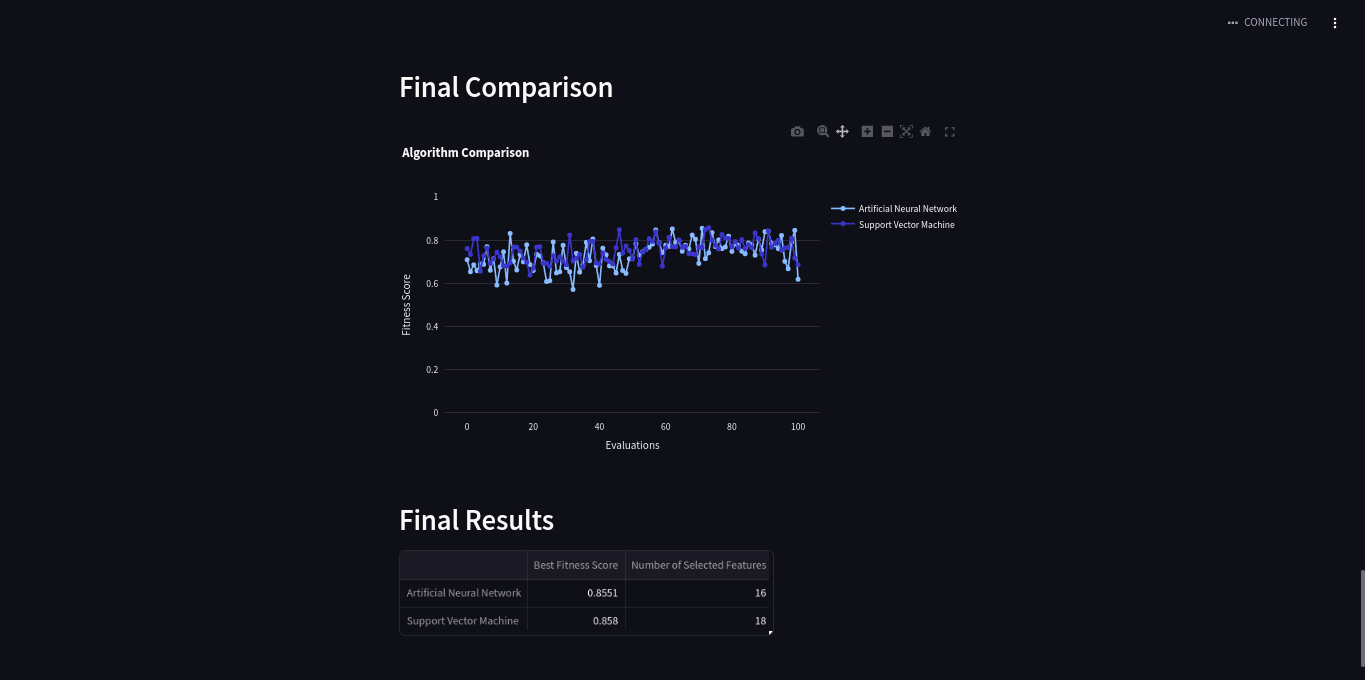 CONNECTING
Final Comparison
Algorithm Comparison
1
0.8
0.6
0.4
0.2
0
Fitness Score
0 20 40 60 80 100
Evaluations
Artificial Neural Network
Support Vector Machine
Final Results
Best Fitness Score Number of Selected Features
Artificial Neural Network 0.8551 16
Support Vector Machine 0.858 18